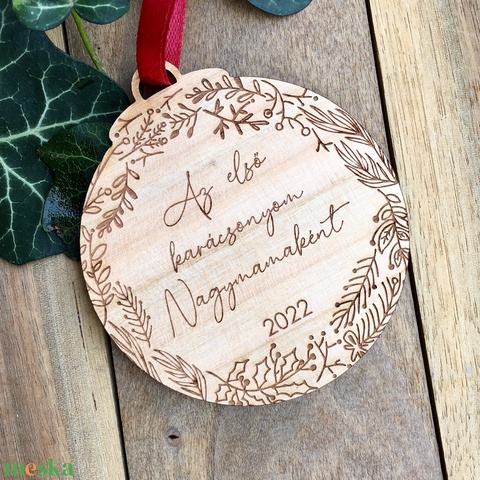 Az első
karácsonyom
Nagymamaként
2022
meska